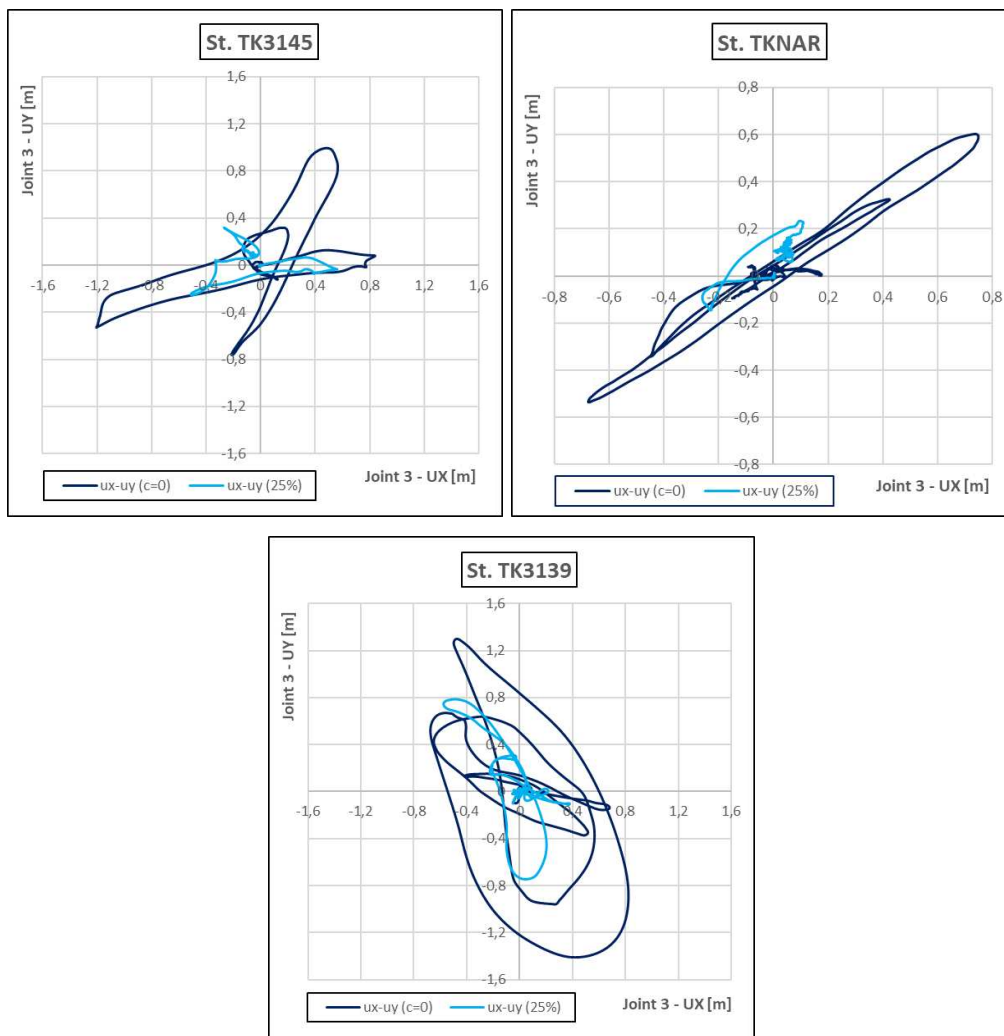 St. TK3145
Joint 3 - UY [m]
1,6
1,2
0,8
0,4
0
-0,4
-0,8
-1,2
-1,6
-1,6 -1,2 -0,8 -0,4 0 0,4 0,8 1,2 1,6
Joint 3 - UX [m]
ux-uy (c=0) ux-uy (25%)
St. TKNAR
Joint 3 - UY [m]
0,8
0,6
0,4
0,2
0
-0,2
-0,4
-0,6
-0,8
-0,8 -0,6 -0,4 -0,2 0 0,2 0,4 0,6 0,8
Joint 3 - UX [m]
ux-uy (c=0) ux-uy (25%)
St. TK3139
Joint 3 - UY [m]
1,6
1,2
0,8
0,4
0
-0,4
-0,8
-1,2
-1,6
-1,6 -1,2 -0,8 -0,4 0 0,4 0,8 1,2 1,6
Joint 3 - UX [m]
ux-uy (c=0) ux-uy (25%)